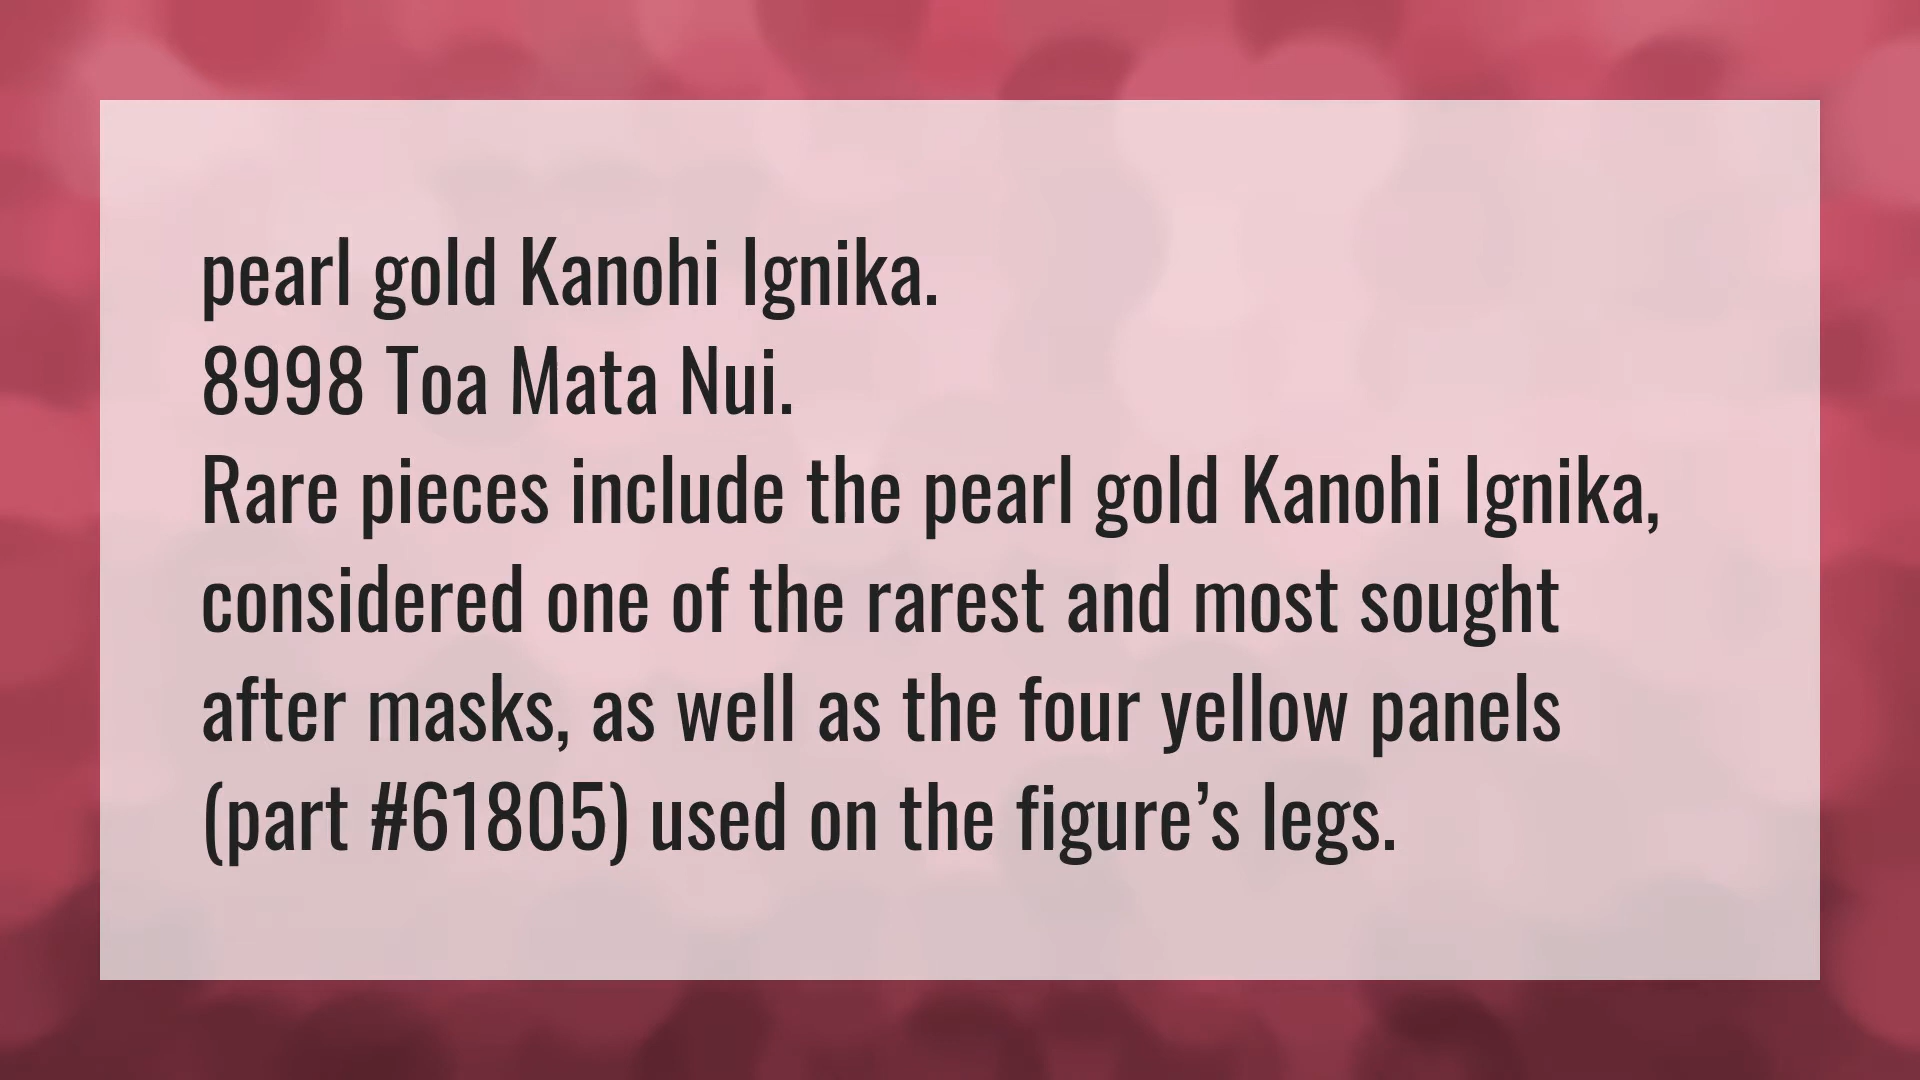 pearl gold Kanohi Ignika.
8998 Toa Mata Nui.
Rare pieces include the pearl gold Kanohi Ignika,
considered one of the rarest and most sought
after masks, as well as the four yellow panels
(part #61805) used on the figure’s legs.